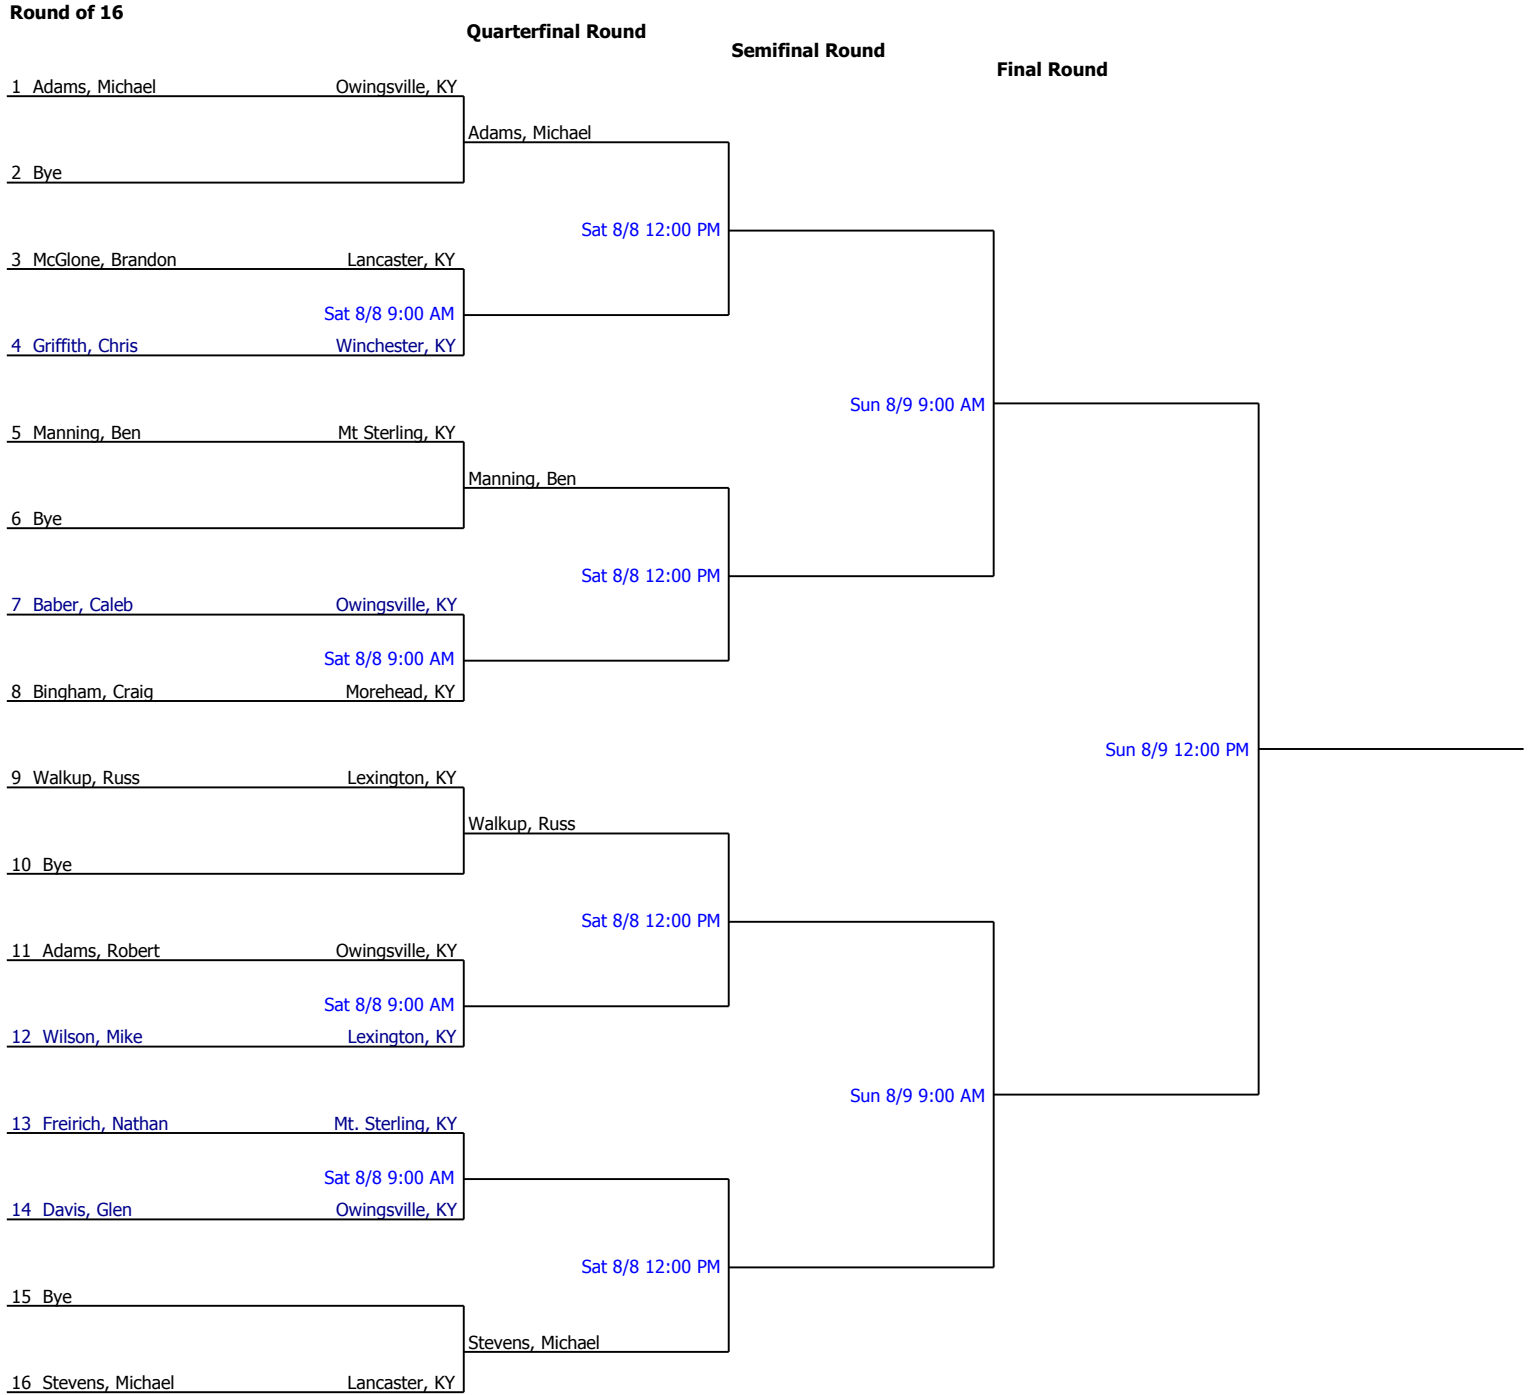 Round of 16
Quarterfinal Round
Semifinal Round
Final Round
1 Adams, Michael Owingsville, KY
Adams, Michael
2 Bye
Sat 8/8 12:00 PM
3 McGlone, Brandon Lancaster, KY
Sat 8/8 9:00 AM
4 Griffith, Chris Winchester, KY
Sun 8/9 9:00 AM
5 Manning, Ben Mt Sterling, KY
Manning, Ben
6 Bye
Sat 8/8 12:00 PM
7 Baber, Caleb Owingsville, KY
Sat 8/8 9:00 AM
8 Bingham, Craig Morehead, KY
Sun 8/9 12:00 PM
9 Walkup, Russ Lexington, KY
Walkup, Russ
10 Bye
Sat 8/8 12:00 PM
11 Adams, Robert Owingsville, KY
Sat 8/8 9:00 AM
12 Wilson, Mike Lexington, KY
Sun 8/9 9:00 AM
13 Freirich, Nathan Mt. Sterling, KY
Sat 8/8 9:00 AM
14 Davis, Glen Owingsville, KY
Sat 8/8 12:00 PM
15 Bye
Stevens, Michael
16 Stevens, Michael Lancaster, KY